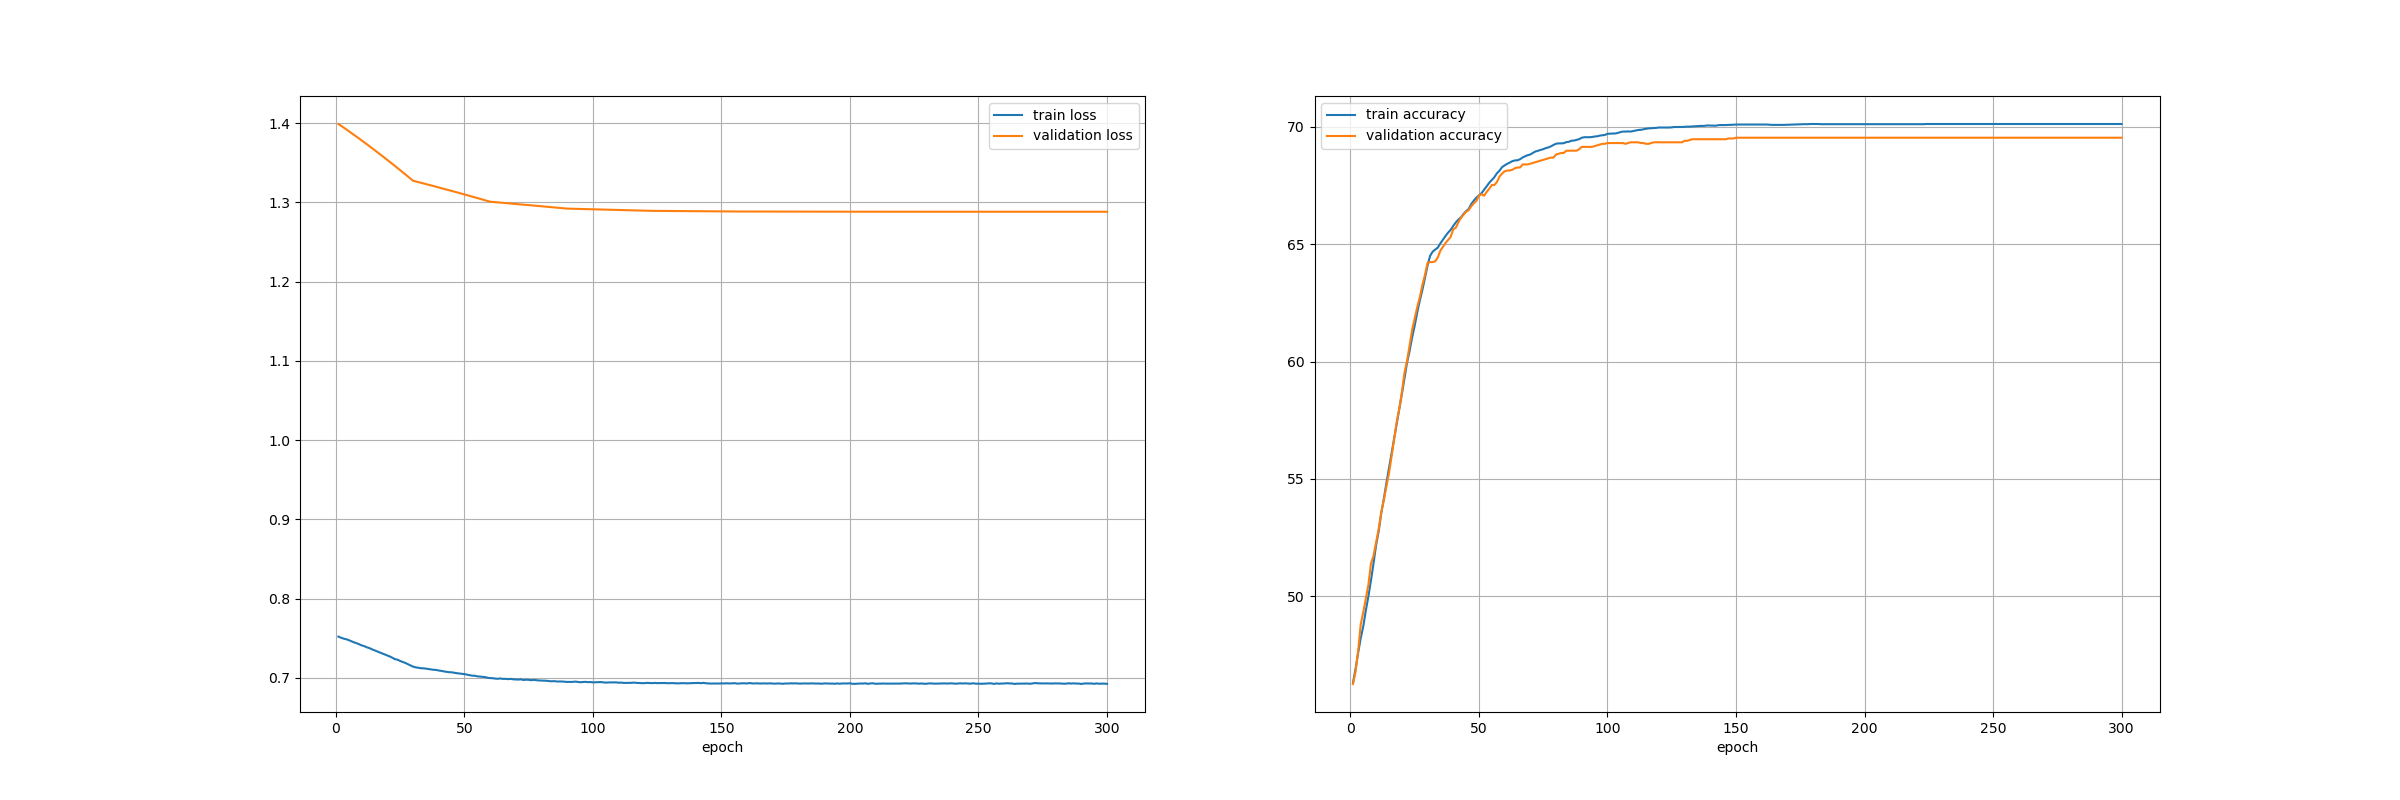 1.4
1.3
1.2
1.1
1.0
0.9
0.8
0.7
0 50 100 150 200 250 300
epoch
train loss
validation loss
70
65
60
55
50
0 50 100 150 200 250 300
epoch
train accuracy
validation accuracy